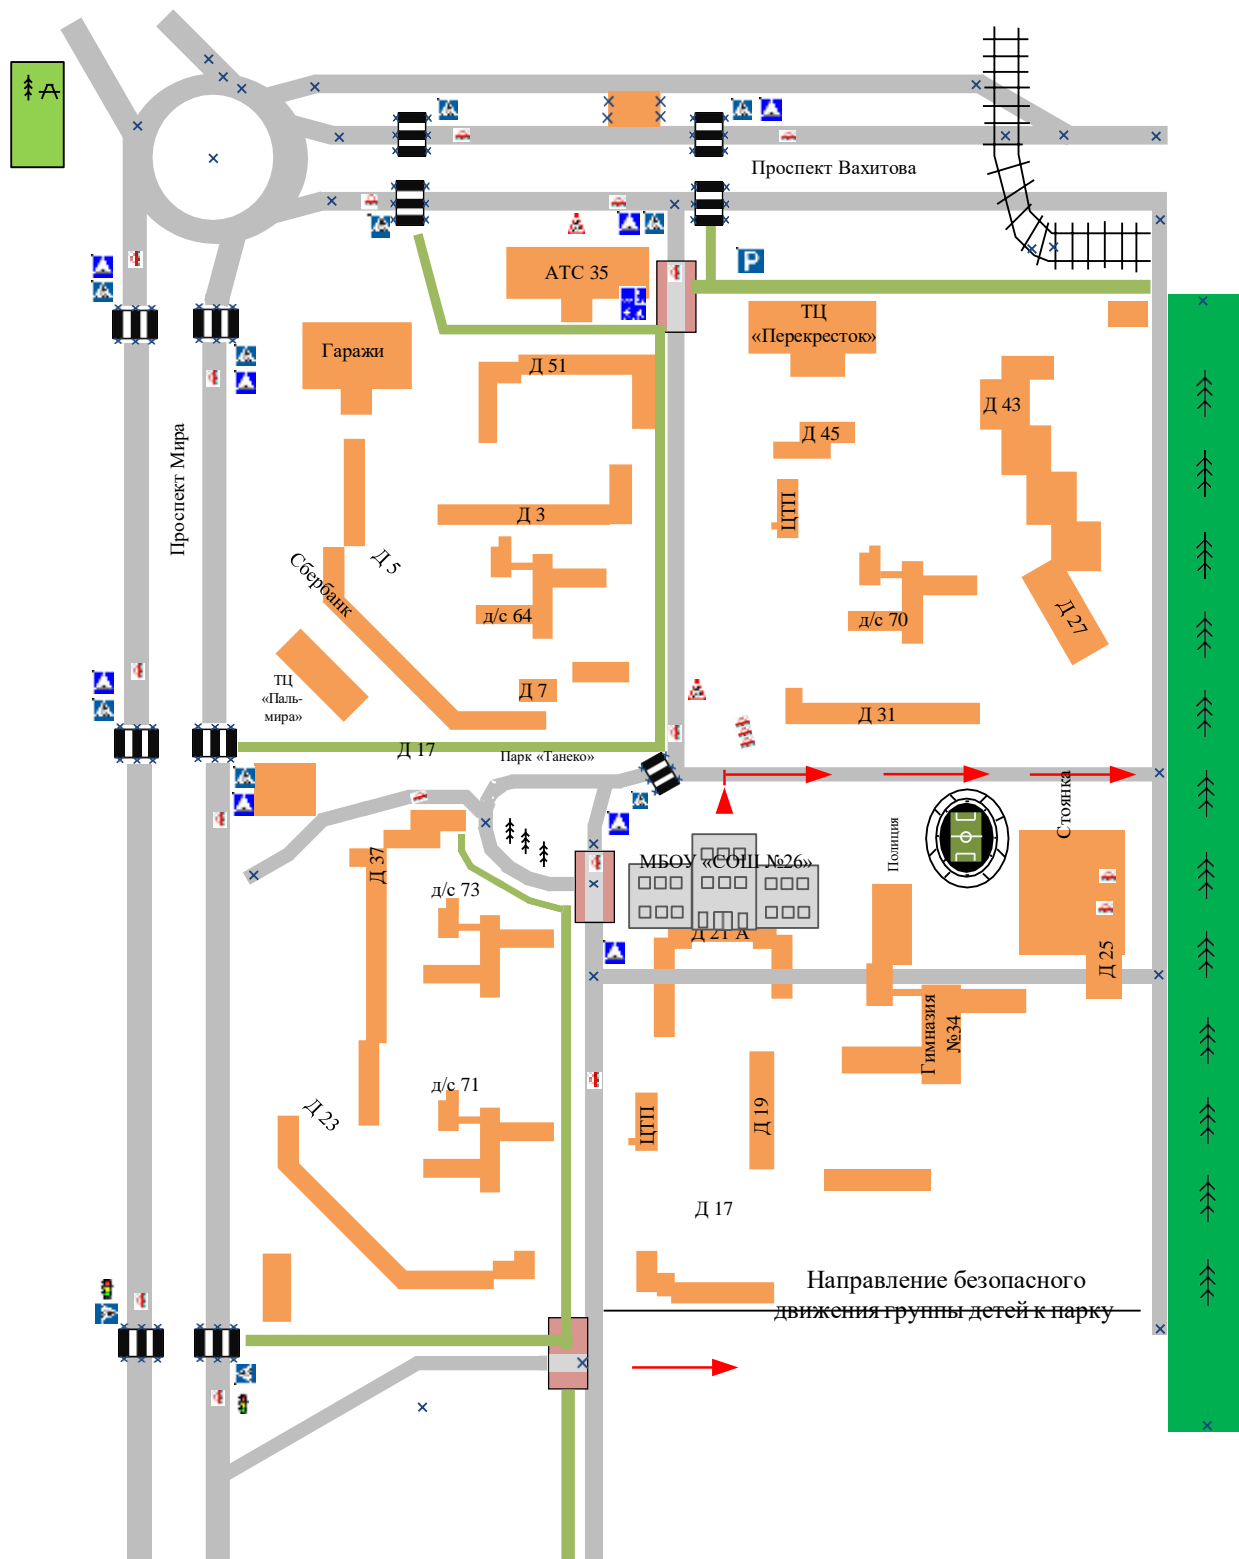 Проспект Вахитова
P
АТС 35
ТЦ
«Перекресток»
Гаражи
Д 51
Д 43
Д 45
Проспект Мира
ЦТП
Д 3
Д 5
Сбербанк
д/с 64
д/с 70
Д 27
ТЦ
«Паль-
мира»
Д 7
Д 31
Д 17
Парк «Танеко»
Стоянка
Полиция
МБОУ «СОШ №26»
Д 37
д/с 73
Д 21 А
Д 25
Гимназия
№34
д/с 71
Д 23
ЦТП
Д 19
Д 17
Направление безопасного
движения группы детей к парку